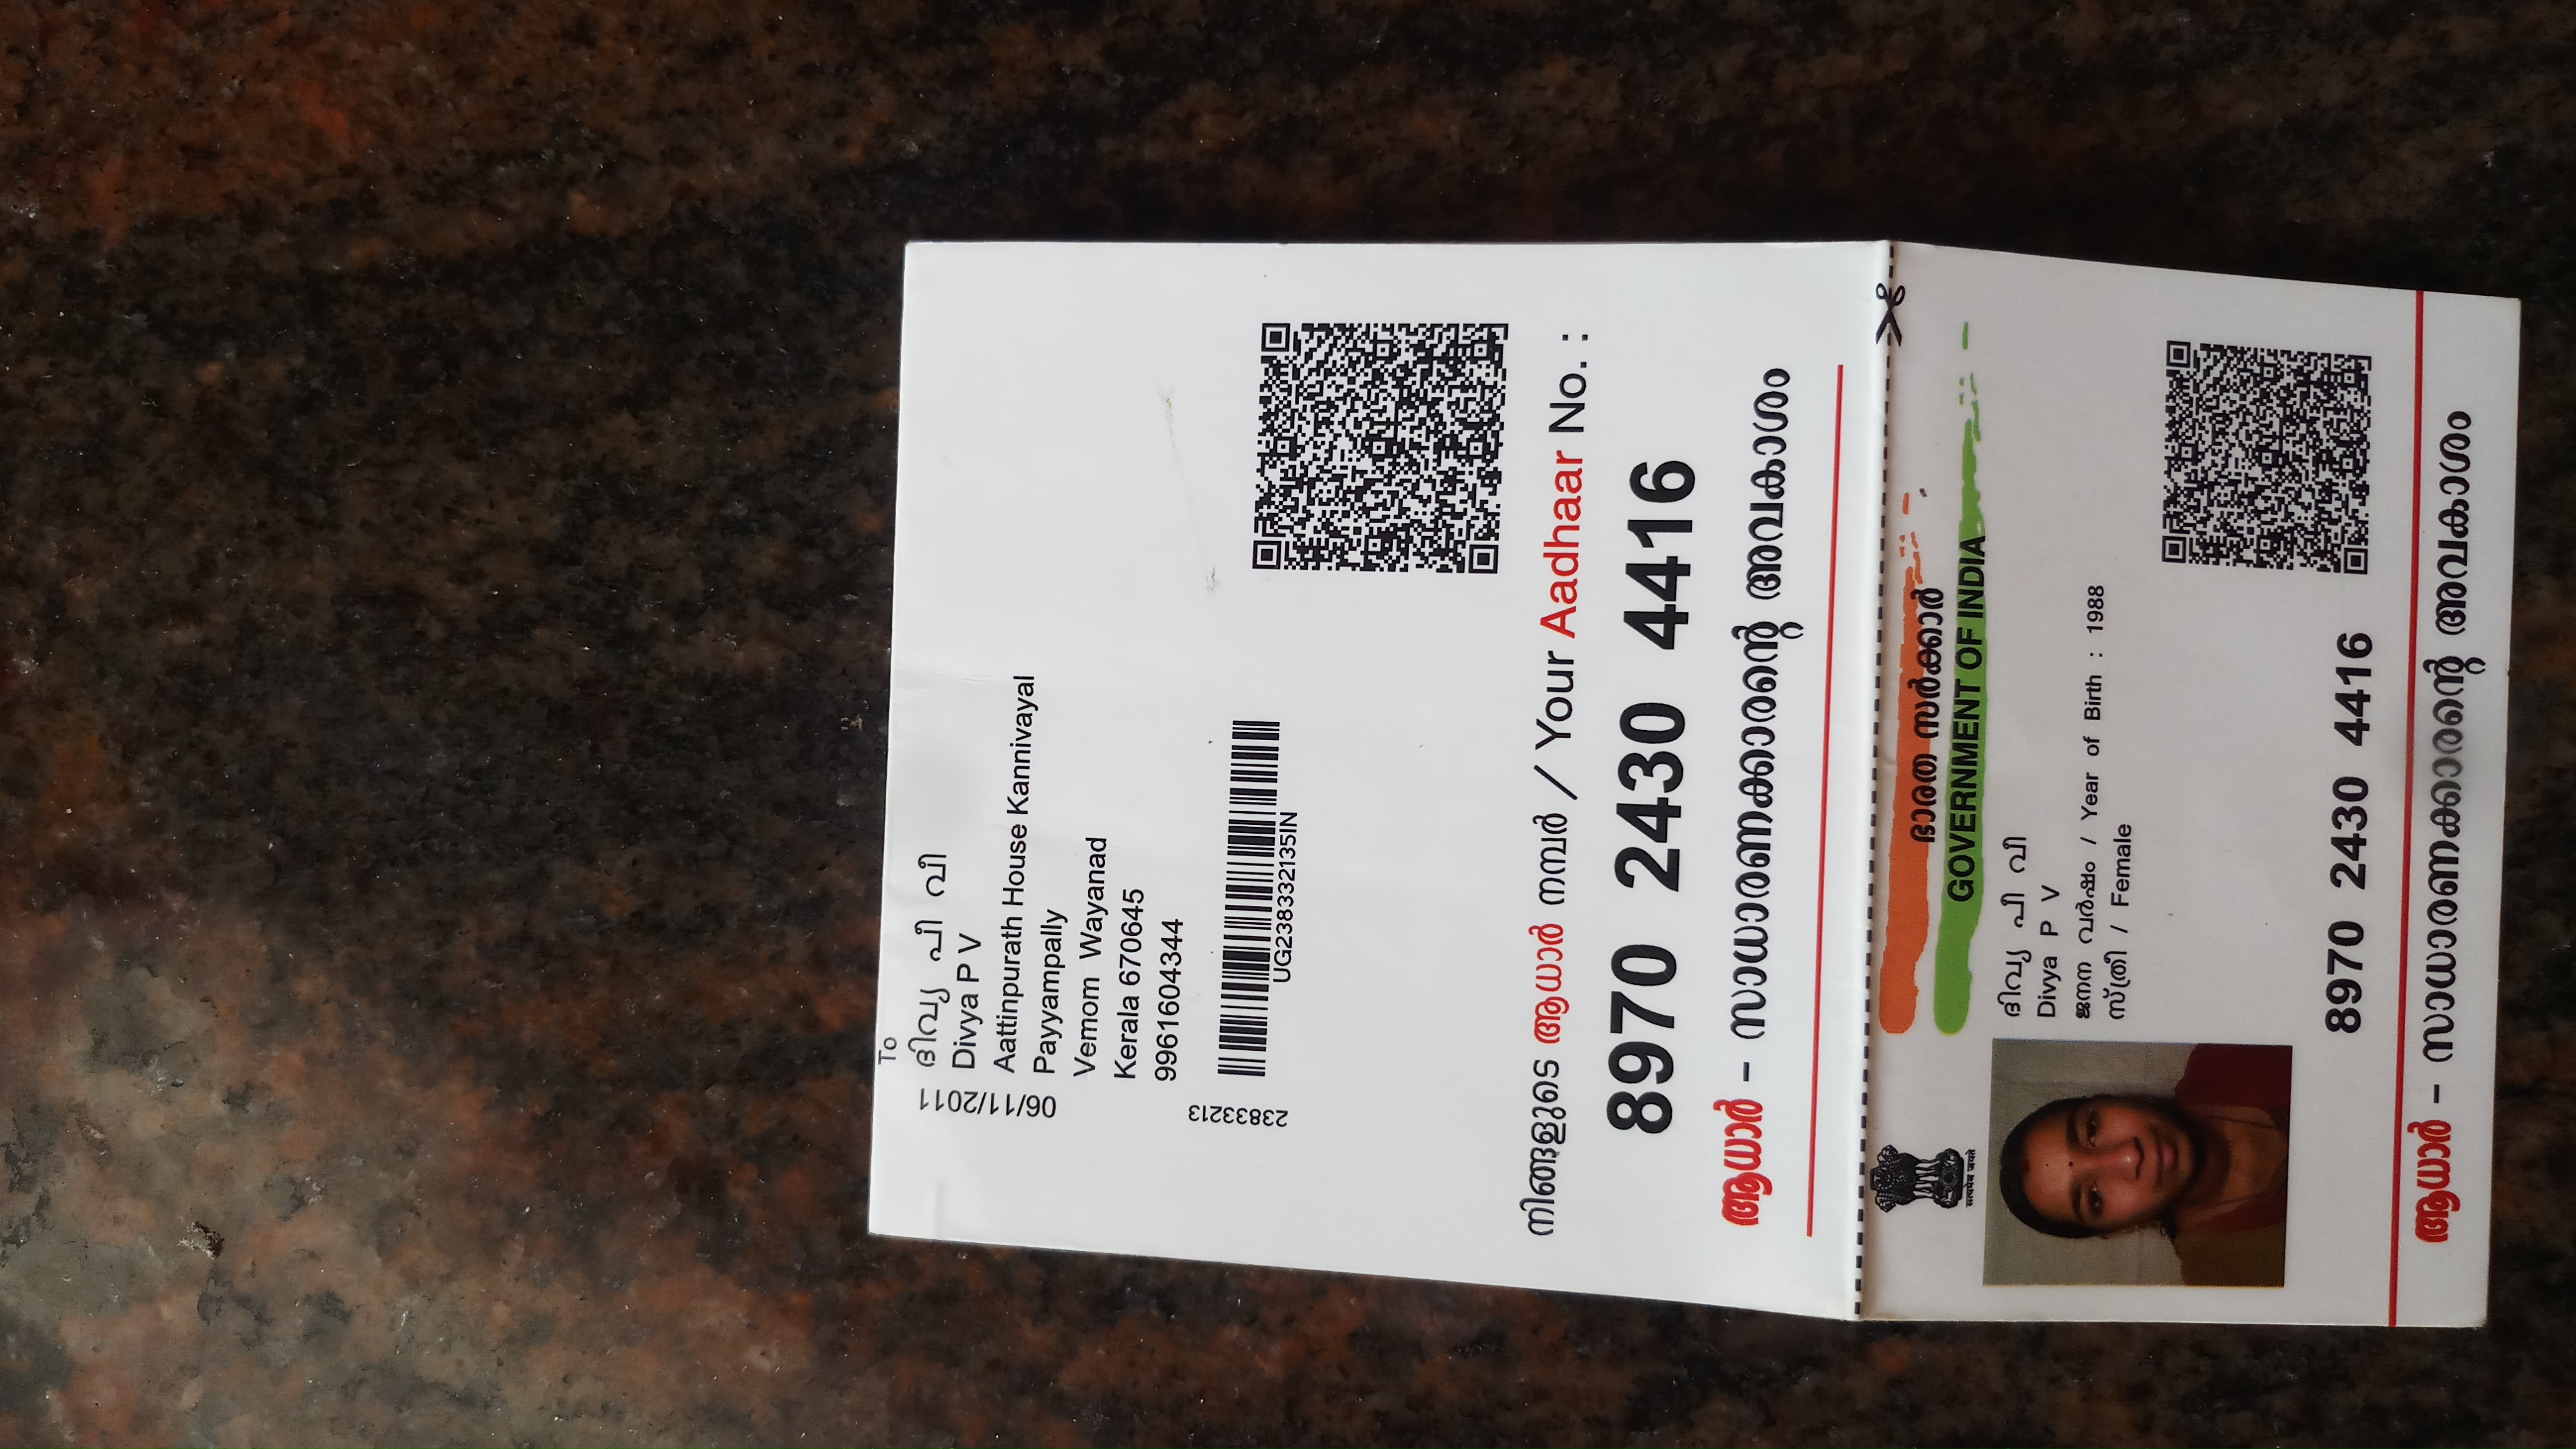 To
ദിവ്യ പീ വീ
Divya P V
Aattinpurath House Kannivayal
Payyampally
Vemom Wayanad
Kerala 670645
9961604344
06/11/2011
23833213
UG238332135IN
നിങ്ങളുടെ ആധാർ നമ്പർ / Your Aadhaar No. :
8970 2430 4416
ആധാർ – സാധാരണക്കാരന്റെ അവകാശം
सत्यमेव जयते
ഭാരത സർക്കാർ
GOVERNMENT OF INDIA
ദിവ്യ പീ വീ
Divya P V
ജനന വർഷം / Year of Birth : 1988
സ്ത്രീ / Female
8970 2430 4416
ആധാർ – സാധാരണക്കാരന്റെ അവകാശം